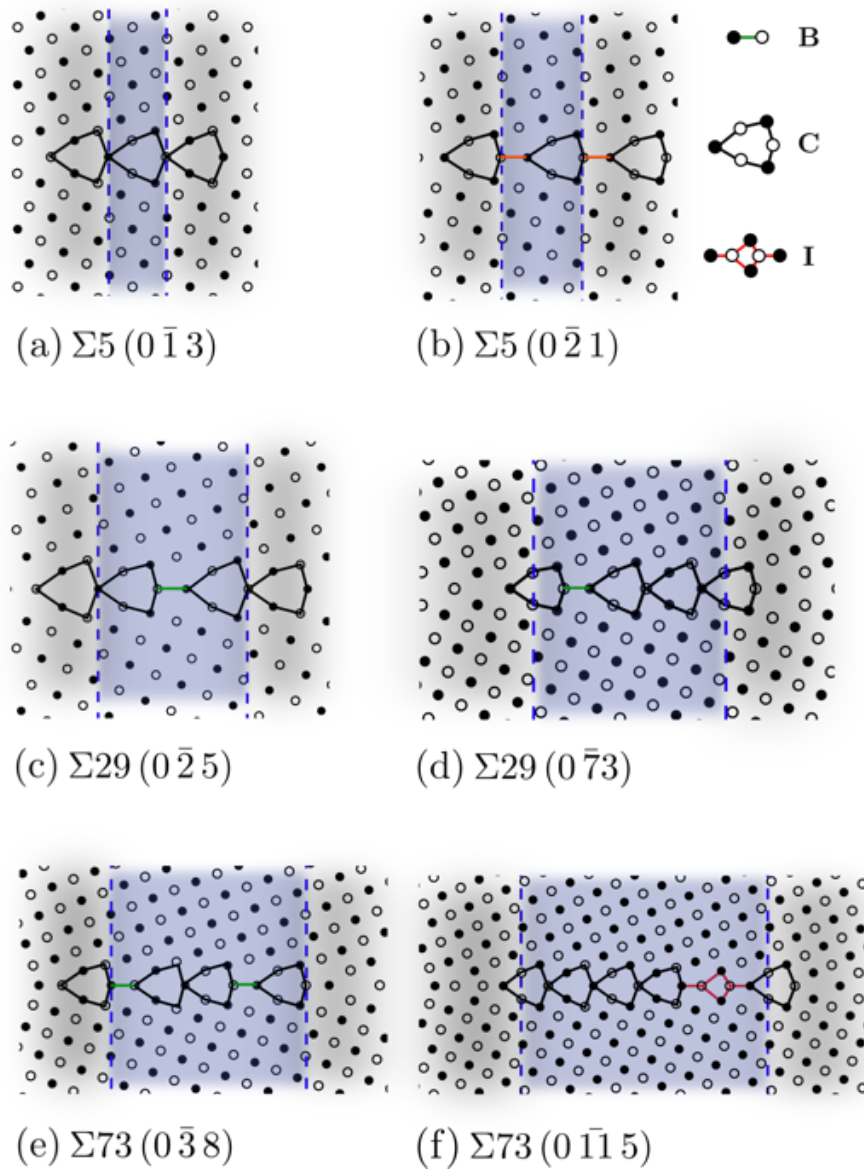 B
C
I
(a) Σ5 (0 1̄ 3)
(b) Σ5 (0 2̄ 1)
(c) Σ29 (0 2̄ 5)
(d) Σ29 (0 7̄3)
(e) Σ73 (0 3̄ 8)
(f) Σ73 (0 1̄1̄ 5)